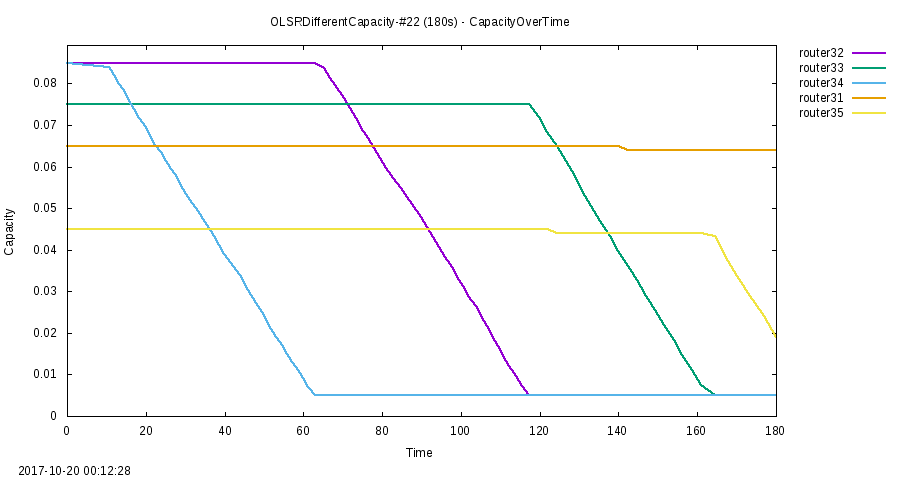 OLSRDifferentCapacity-#22 (180s) - CapacityOverTime
router32
router33
router34
router31
router35
Capacity
0.08
0.07
0.06
0.05
0.04
0.03
0.02
0.01
0
0 20 40 60 80 100 120 140 160 180
Time
2017-10-20 00:12:28